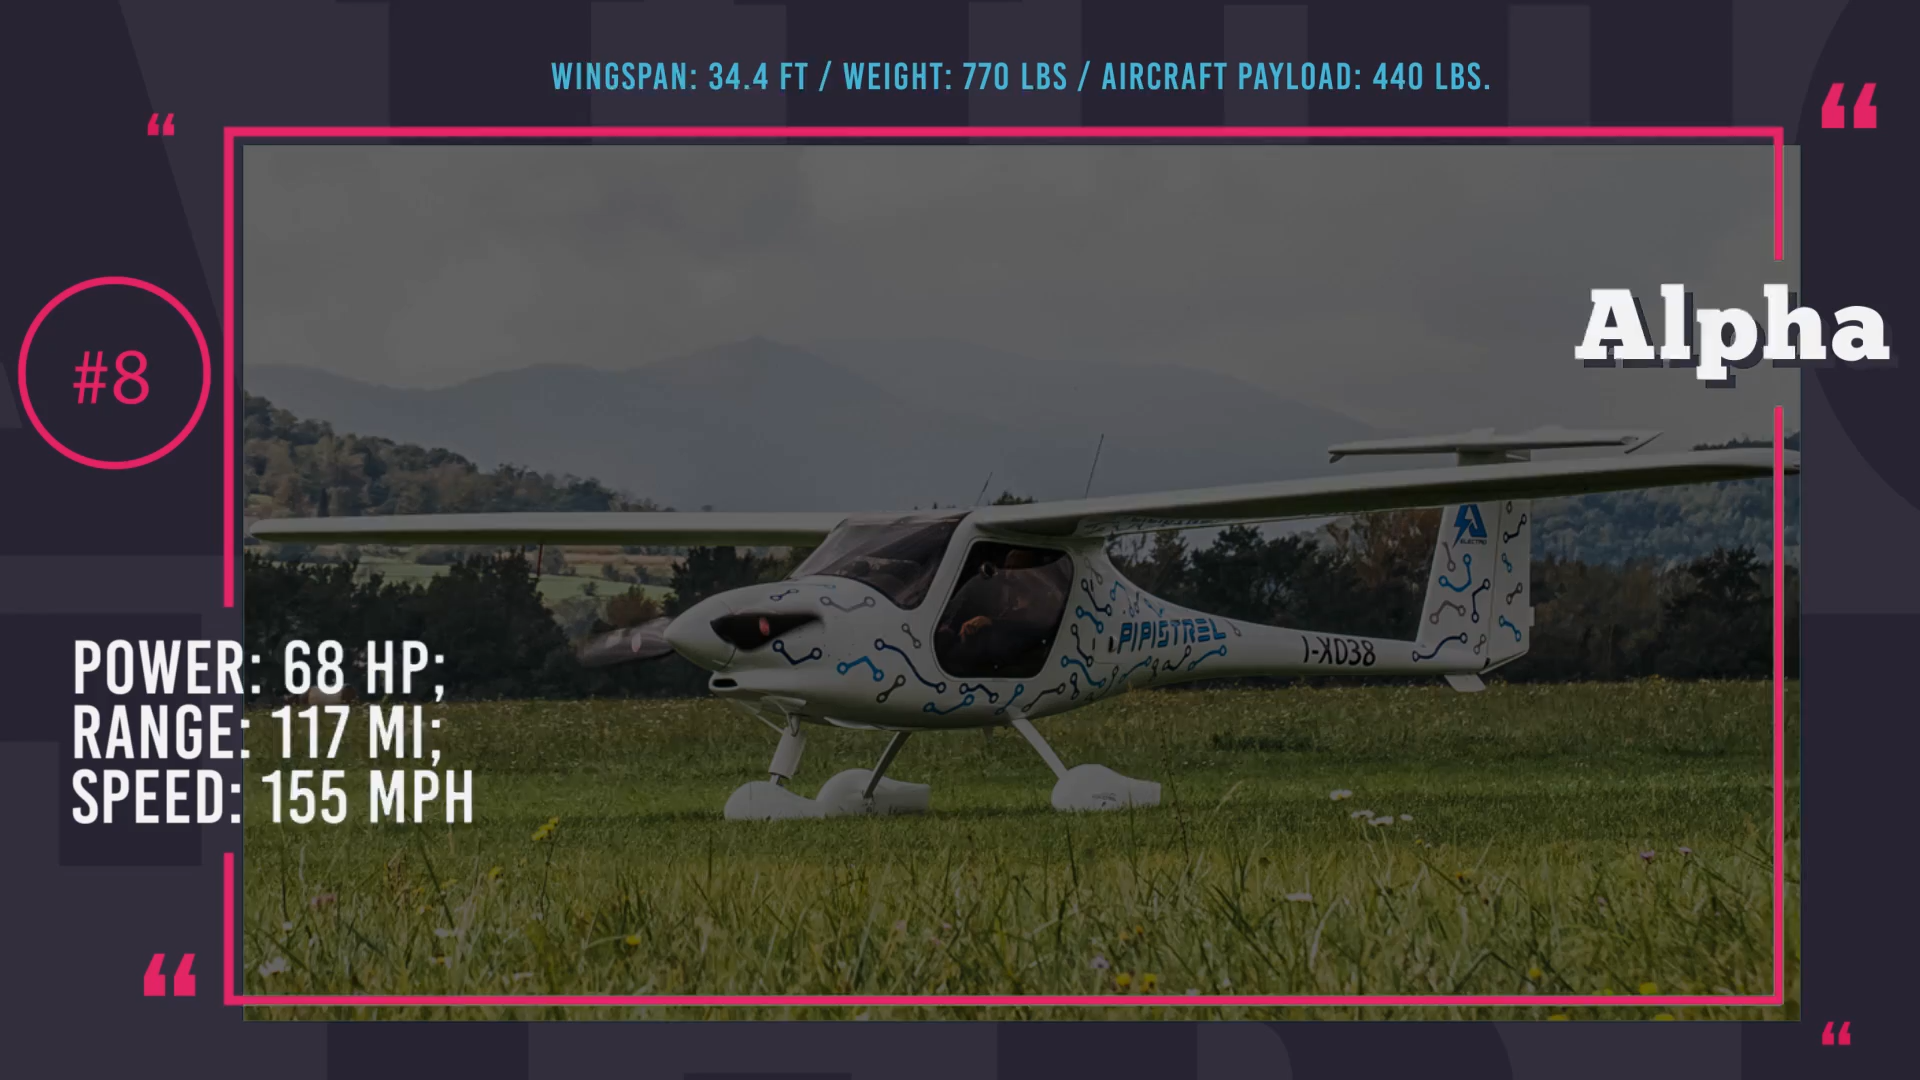 WINGSPAN: 34.4 FT / WEIGHT: 770 LBS / AIRCRAFT PAYLOAD: 440 LBS.
Alpha
#8
ELECTRO
PIPISTREL
I-XD38
POWER: 68 HP;
RANGE: 117 MI;
SPEED: 155 MPH